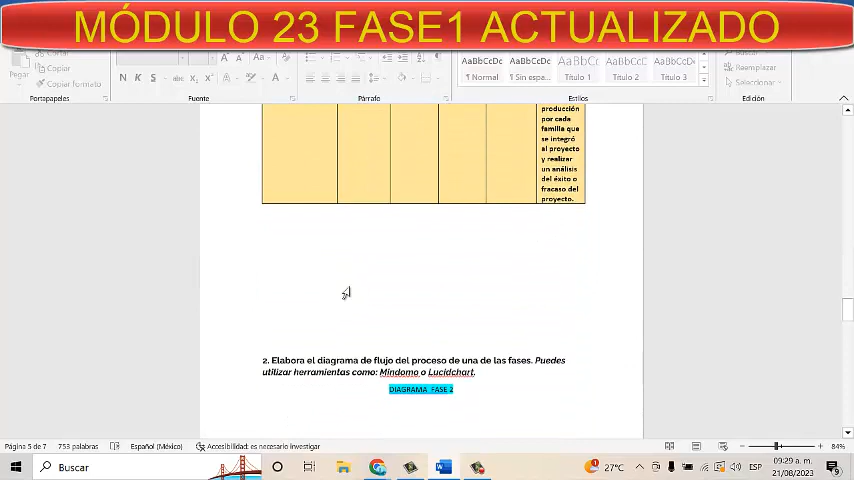 MÓDULO 23 FASE1 ACTUALIZADO
Cortar
Pegar
Copiar
Copiar formato
N K S
Aa
AaBbCcDc AaBbCcDc AaBbC AaBbCcC AaBbCcD
¶ Normal ¶ Sin espa... Título 1 Título 2 Título 3
Buscar
Reemplazar
Seleccionar
Portapapeles Fuente Párrafo Estilos Edición
producción
por cada
familia que
se integró
al proyecto
y realizar
un análisis
del éxito o
fracaso del
proyecto.
2. Elabora el diagrama de flujo del proceso de una de las fases. Puedes
utilizar herramientas como: Mindomo o Lucidchart.
DIAGRAMA FASE 2
Página 5 de 7 753 palabras Español (México) Accesibilidad: es necesario investigar 84%
Buscar 27°C ESP 09:29 a. m.
21/08/2023